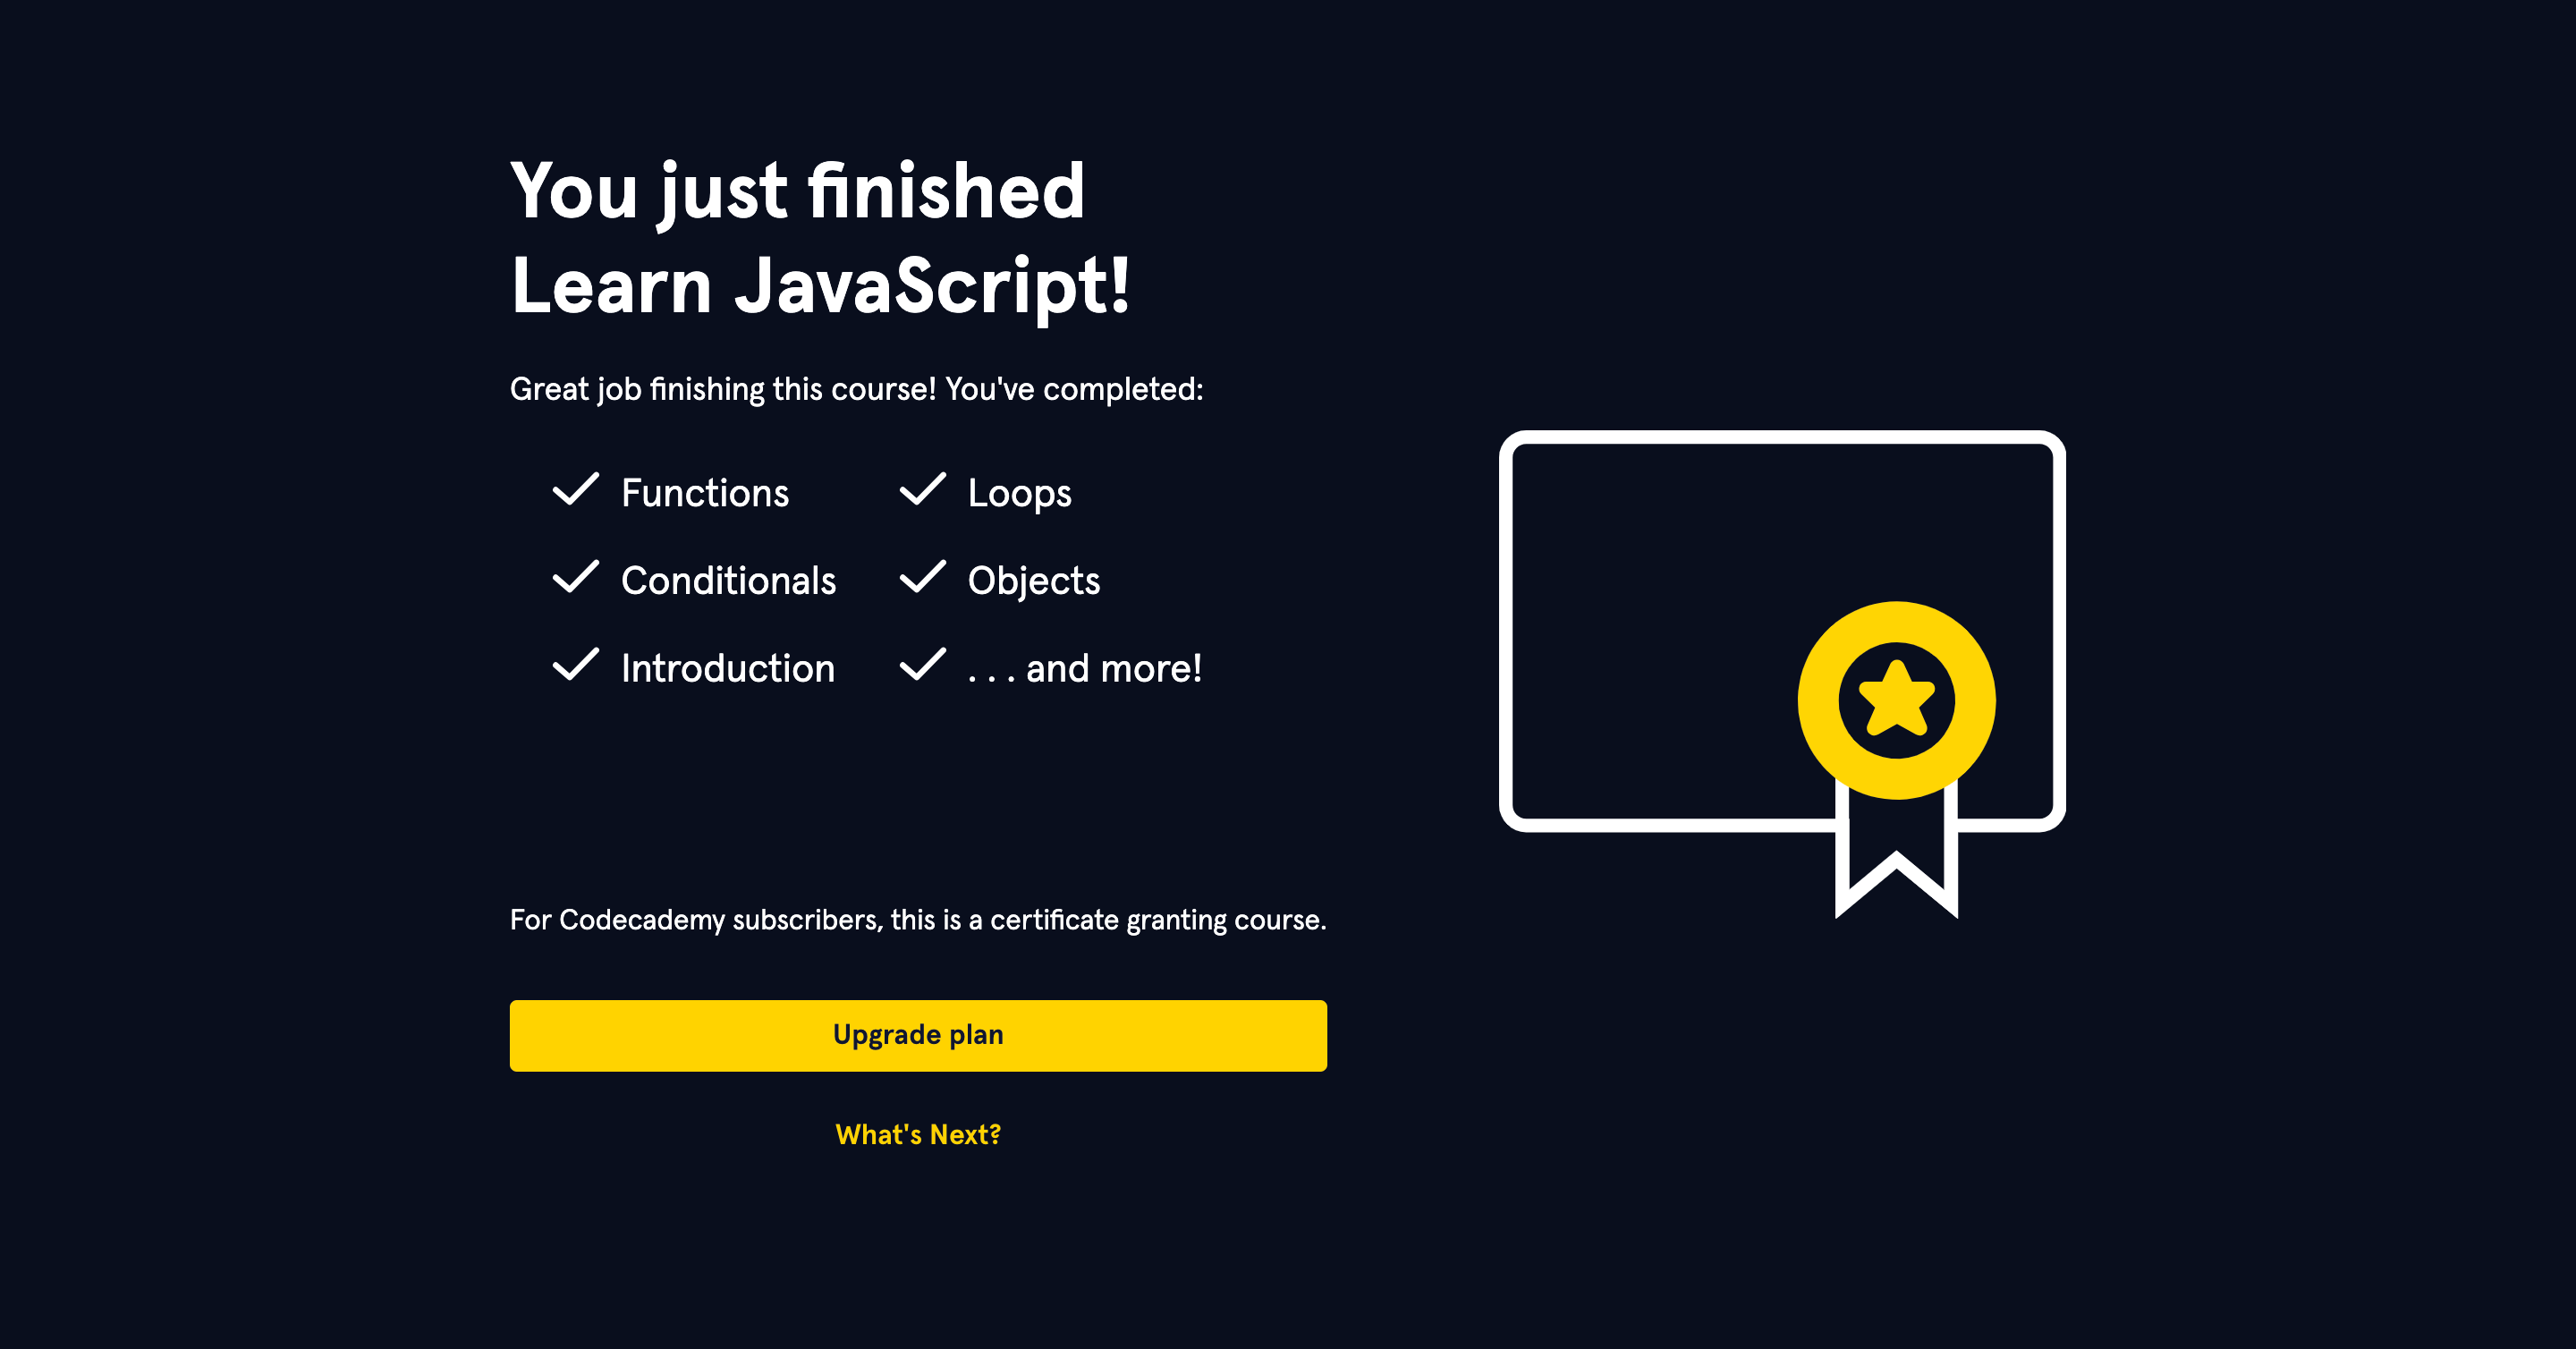 You just finished
Learn JavaScript!
Great job finishing this course! You've completed:
Functions
Loops
Conditionals
Objects
Introduction
. . . and more!
For Codecademy subscribers, this is a certificate granting course.
Upgrade plan
What's Next?